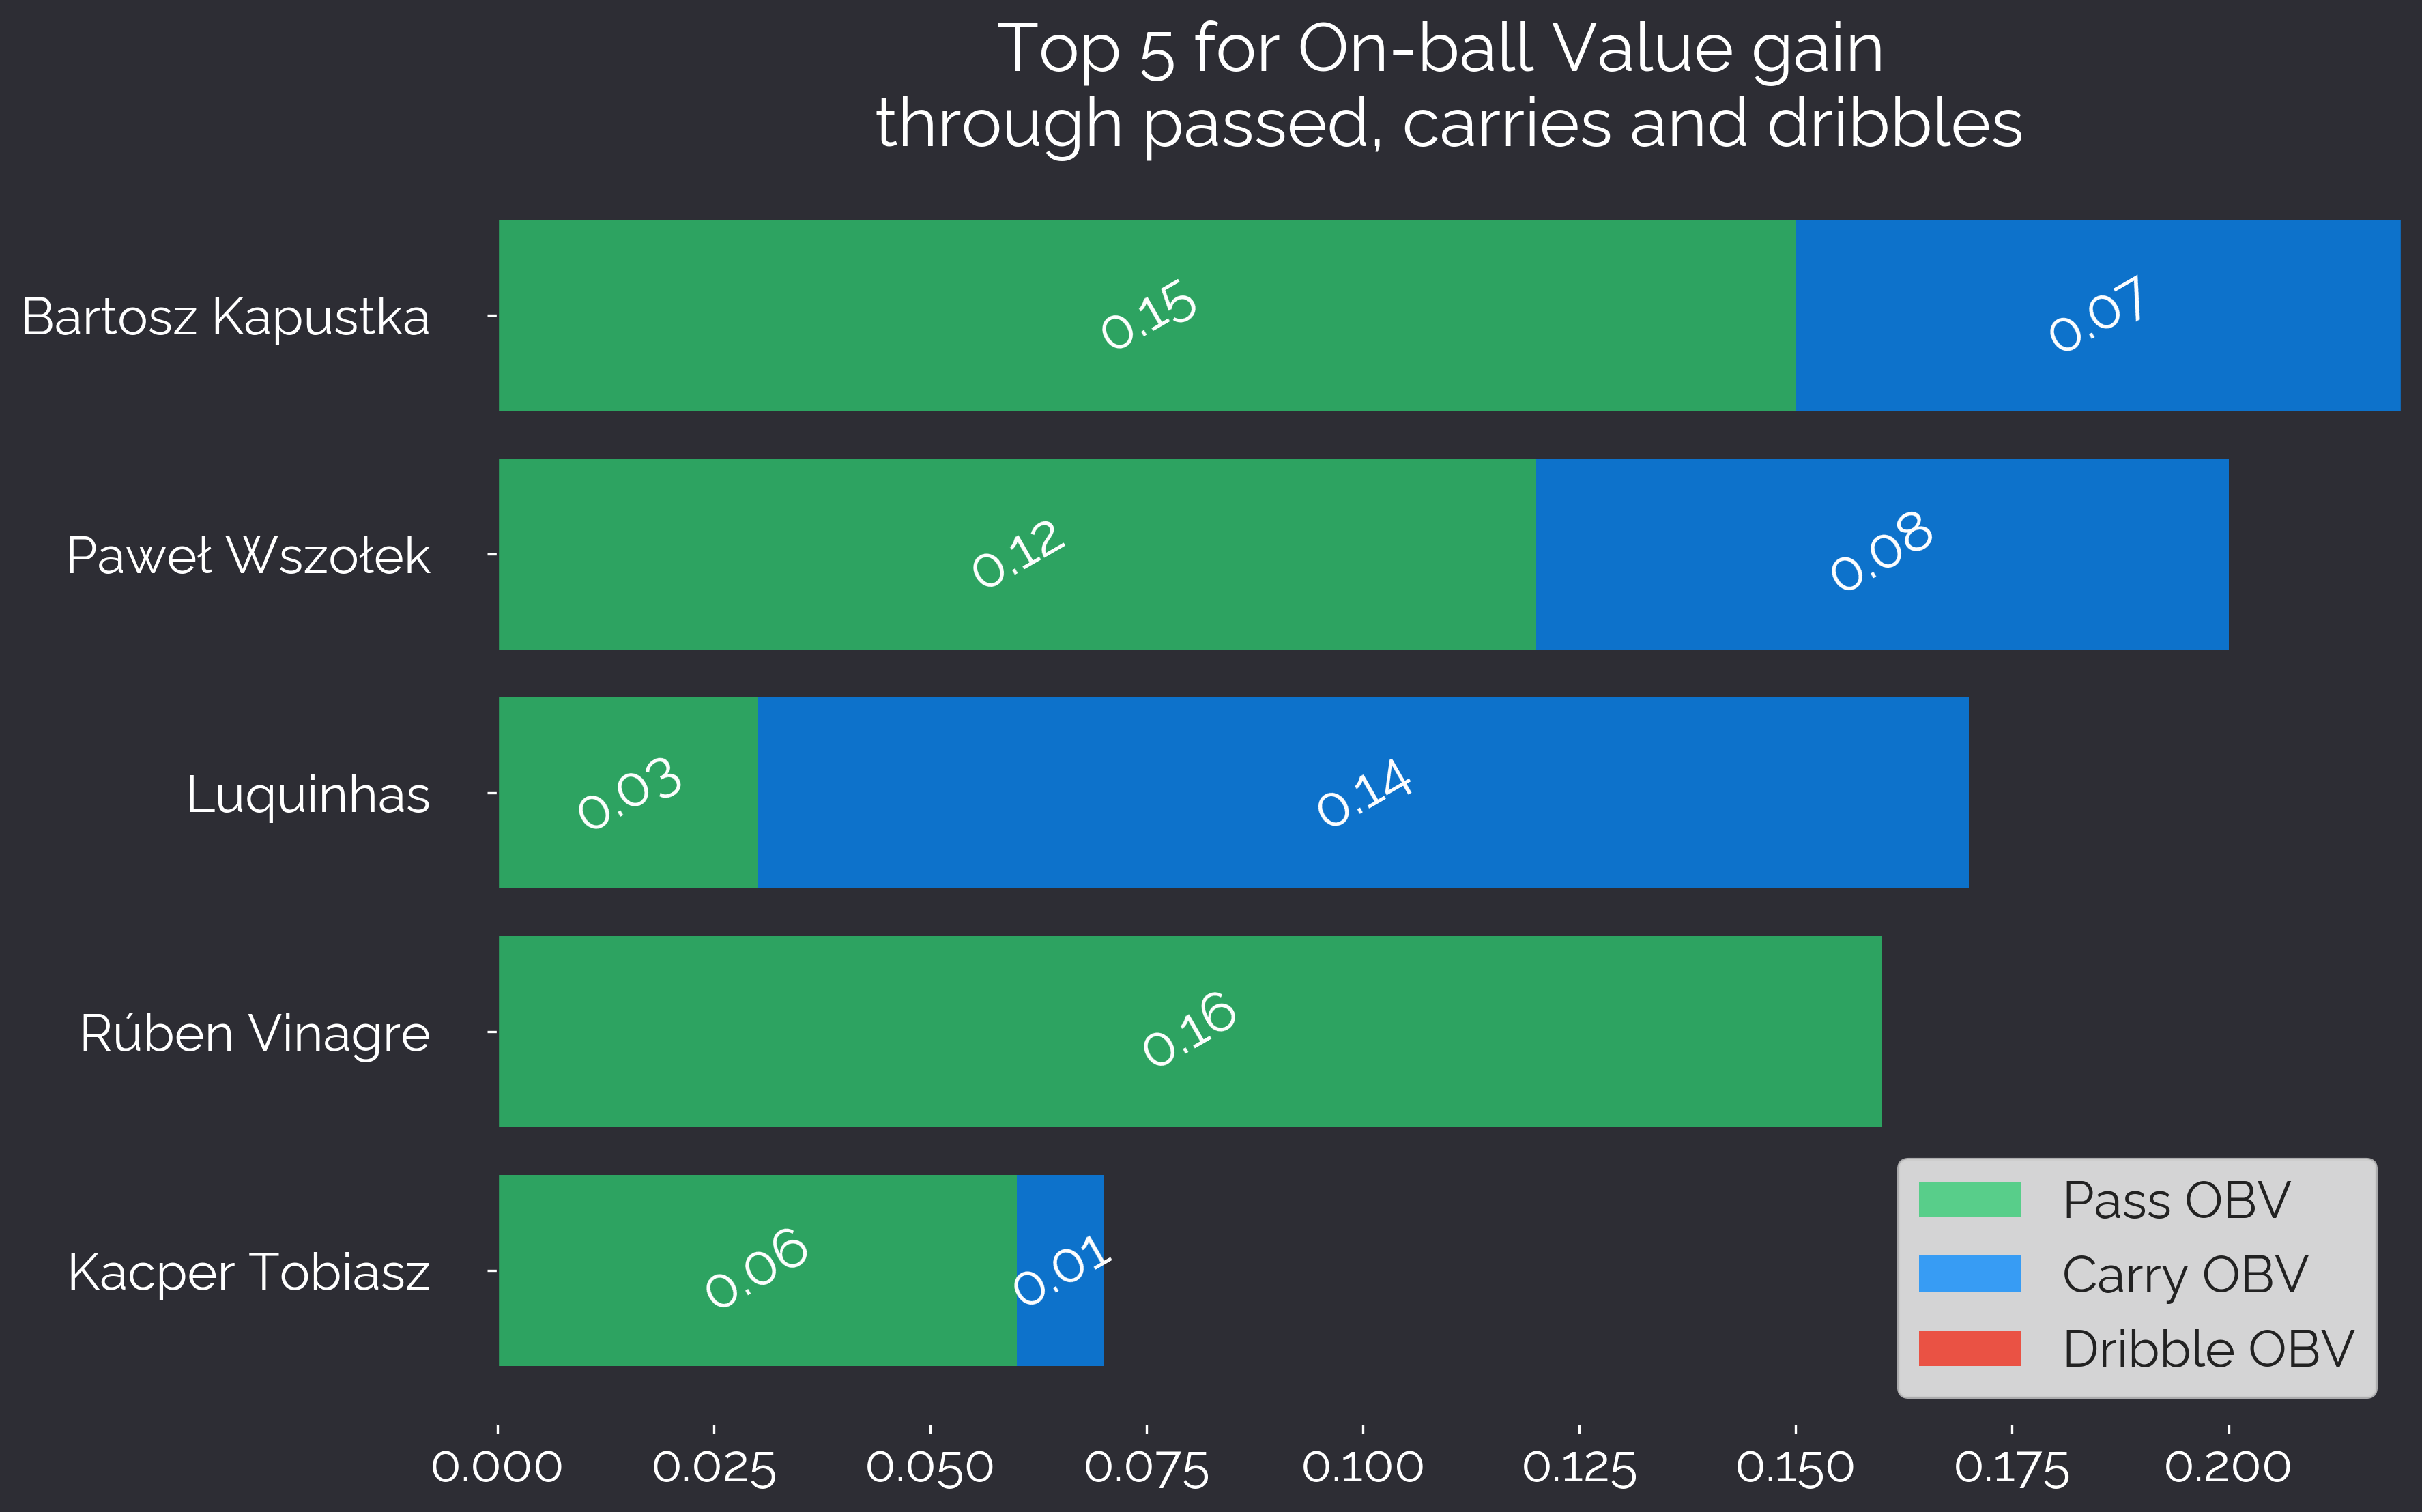 Top 5 for On-ball Value gain
through passed, carries and dribbles
Bartosz Kapustka
0.15
0.07
Paweł Wszołek
0.12
0.08
Luquinhas
0.03
0.14
Rúben Vinagre
0.16
Kacper Tobiasz
0.06
0.01
Pass OBV
Carry OBV
Dribble OBV
0.000 0.025 0.050 0.075 0.100 0.125 0.150 0.175 0.200